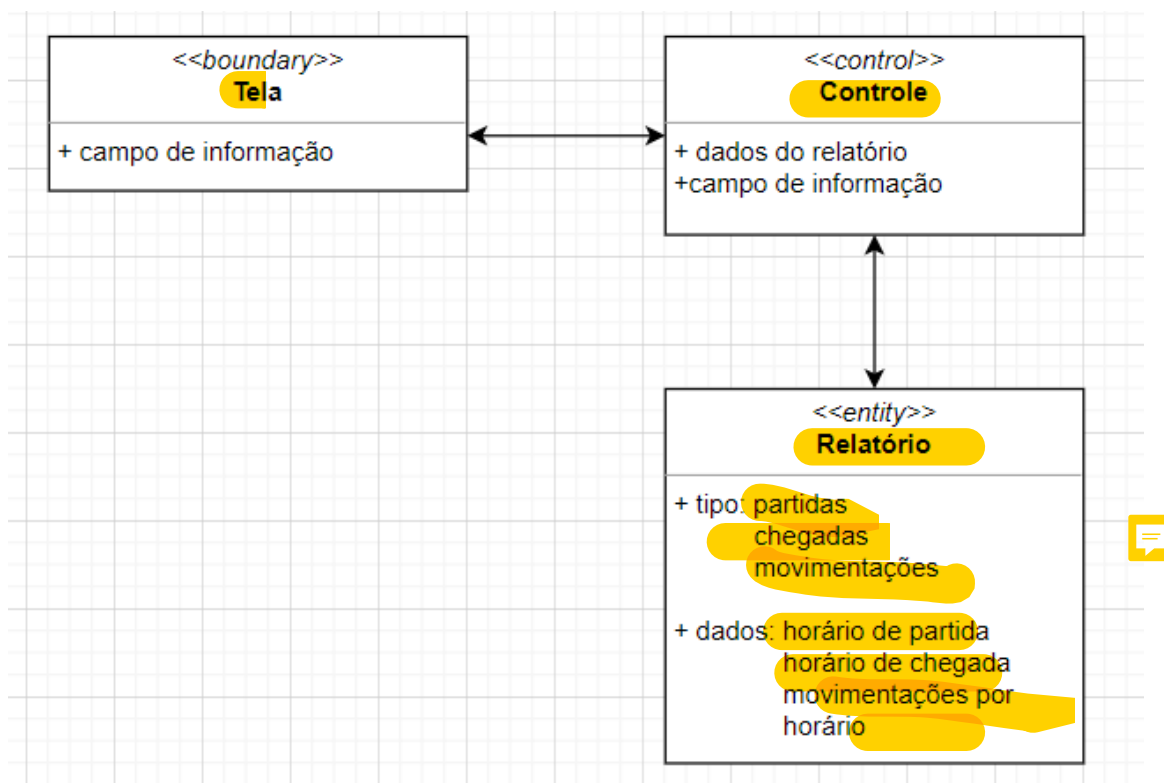 <<boundary>>
Tela
+ campo de informação
<<control>>
Controle
+ dados do relatório
+campo de informação
<<entity>>
Relatório
+ tipo: partidas
chegadas
movimentações
+ dados: horário de partida
horário de chegada
movimentações por
horário